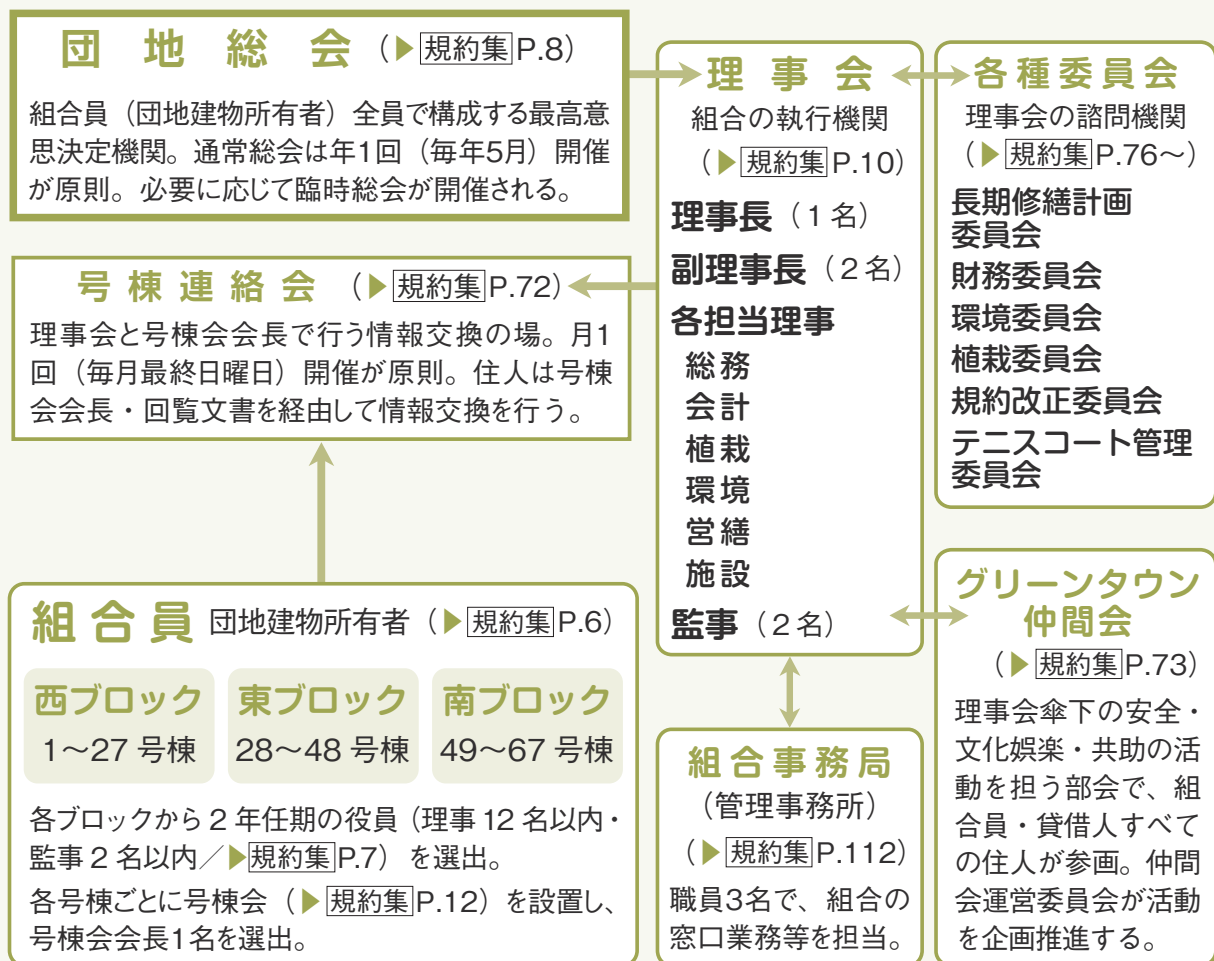 団地総会（▶規約集P.8）
組合員（団地建物所有者）全員で構成する最高意
思決定機関。通常総会は年1回（毎年5月）開催
が原則。必要に応じて臨時総会が開催される。
号棟連絡会（▶規約集P.72）
理事会と号棟会会長で行う情報交換の場。月1
回（毎月最終日曜日）開催が原則。住人は号棟
会会長・回覧文書を経由して情報交換を行う。
組合員 団地建物所有者（▶規約集P.6）
西ブロック
1～27号棟
東ブロック
28～48号棟
南ブロック
49～67号棟
各ブロックから2年任期の役員（理事12名以内・
監事2名以内／▶規約集P.7）を選出。
各号棟ごとに号棟会（▶規約集P.12）を設置し、
号棟会会長1名を選出。
理事会
組合の執行機関
（▶規約集P.10）
理事長（1名）
副理事長（2名）
各担当理事
総務
会計
植栽
環境
営繕
施設
監事（2名）
組合事務局
（管理事務所）
（▶規約集P.112）
職員3名で、組合の
窓口業務等を担当。
各種委員会
理事会の諮問機関
（▶規約集P.76～）
長期修繕計画
委員会
財務委員会
環境委員会
植栽委員会
規約改正委員会
テニスコート管理
委員会
グリーンタウン
仲間会
（▶規約集P.73）
理事会傘下の安全・
文化娯楽・共助の活
動を担う部会で、組
合員・賃借人すべて
の住人が参画。仲間
会運営委員会が活動
を企画推進する。